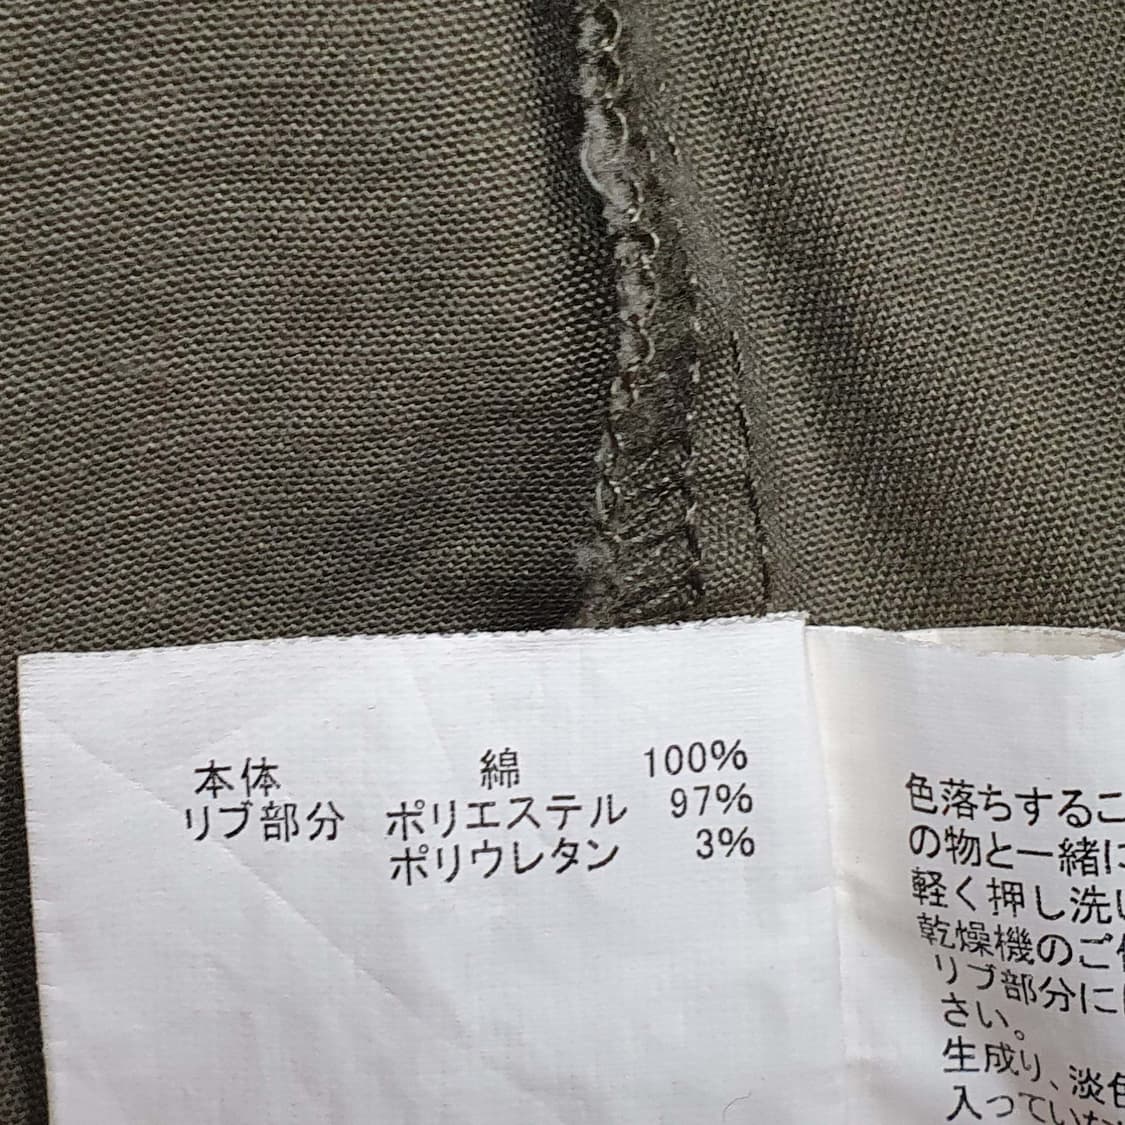 本体 綿 100%
リブ部分 ポリエステル 97%
ポリウレタン 3%
色落ちするこ
の物と一緒に
軽く押し洗い
乾燥機のご
リブ部分に
さい。
生成り、淡色
入っていな